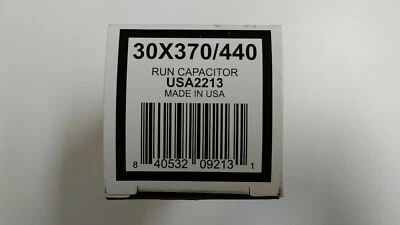 30X370/440
RUN CAPACITOR
USA2213
MADE IN USA
8 40532 09213 1